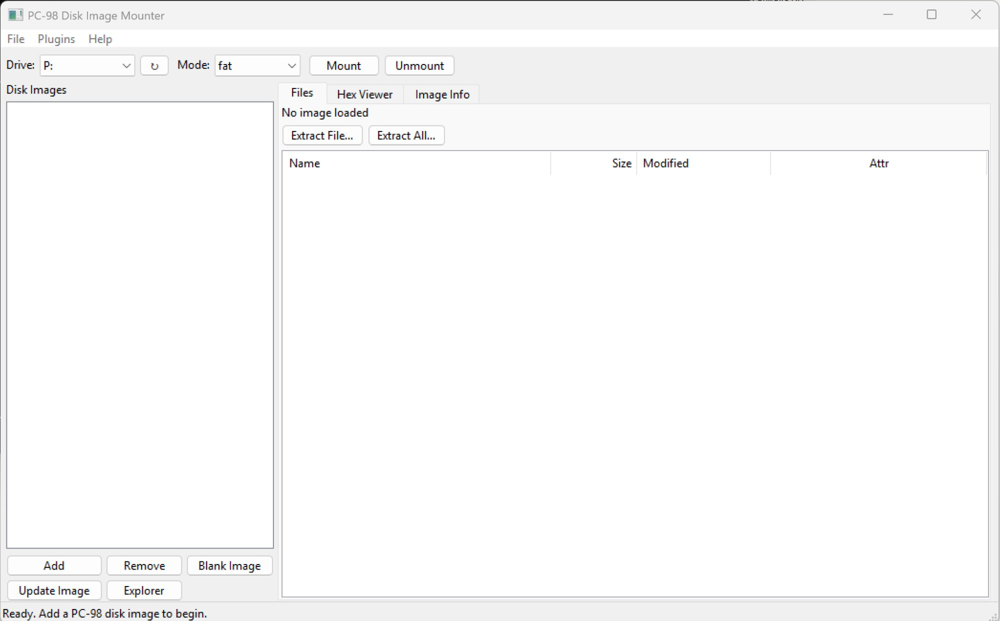 PC-98 Disk Image Mounter
File Plugins Help
Drive: P: ↻ Mode: fat Mount Unmount
Disk Images
Files Hex Viewer Image Info
No image loaded
Extract File... Extract All...
Name Size Modified Attr
Add Remove Blank Image
Update Image Explorer
Ready. Add a PC-98 disk image to begin.